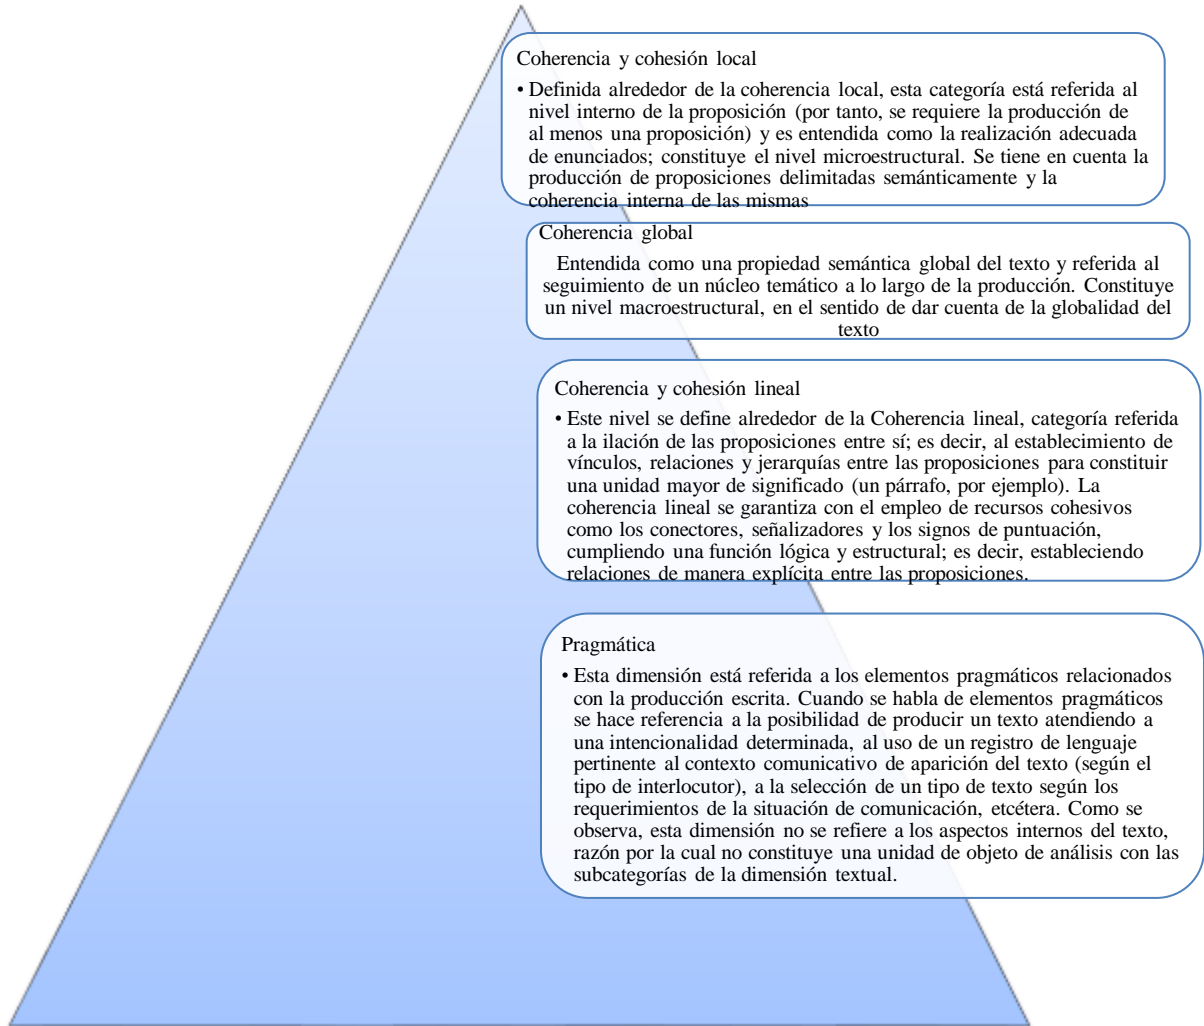 Coherencia y cohesión local
• Definida alrededor de la coherencia local, esta categoría está referida al
nivel interno de la proposición (por tanto, se requiere la producción de
al menos una proposición) y es entendida como la realización adecuada
de enunciados; constituye el nivel microestructural. Se tiene en cuenta la
producción de proposiciones delimitadas semánticamente y la
coherencia interna de las mismas
Coherencia global
Entendida como una propiedad semántica global del texto y referida al
seguimiento de un núcleo temático a lo largo de la producción. Constituye
un nivel macroestructural, en el sentido de dar cuenta de la globalidad del
texto
Coherencia y cohesión lineal
• Este nivel se define alrededor de la Coherencia lineal, categoría referida
a la ilación de las proposiciones entre sí; es decir, al establecimiento de
vínculos, relaciones y jerarquías entre las proposiciones para constituir
una unidad mayor de significado (un párrafo, por ejemplo). La
coherencia lineal se garantiza con el empleo de recursos cohesivos
como los conectores, señalizadores y los signos de puntuación,
cumpliendo una función lógica y estructural; es decir, estableciendo
relaciones de manera explícita entre las proposiciones.
Pragmática
• Esta dimensión está referida a los elementos pragmáticos relacionados
con la producción escrita. Cuando se habla de elementos pragmáticos
se hace referencia a la posibilidad de producir un texto atendiendo a
una intencionalidad determinada, al uso de un registro de lenguaje
pertinente al contexto comunicativo de aparición del texto (según el
tipo de interlocutor), a la selección de un tipo de texto según los
requerimientos de la situación de comunicación, etcétera. Como se
observa, esta dimensión no se refiere a los aspectos internos del texto,
razón por la cual no constituye una unidad de objeto de análisis con las
subcategorías de la dimensión textual.